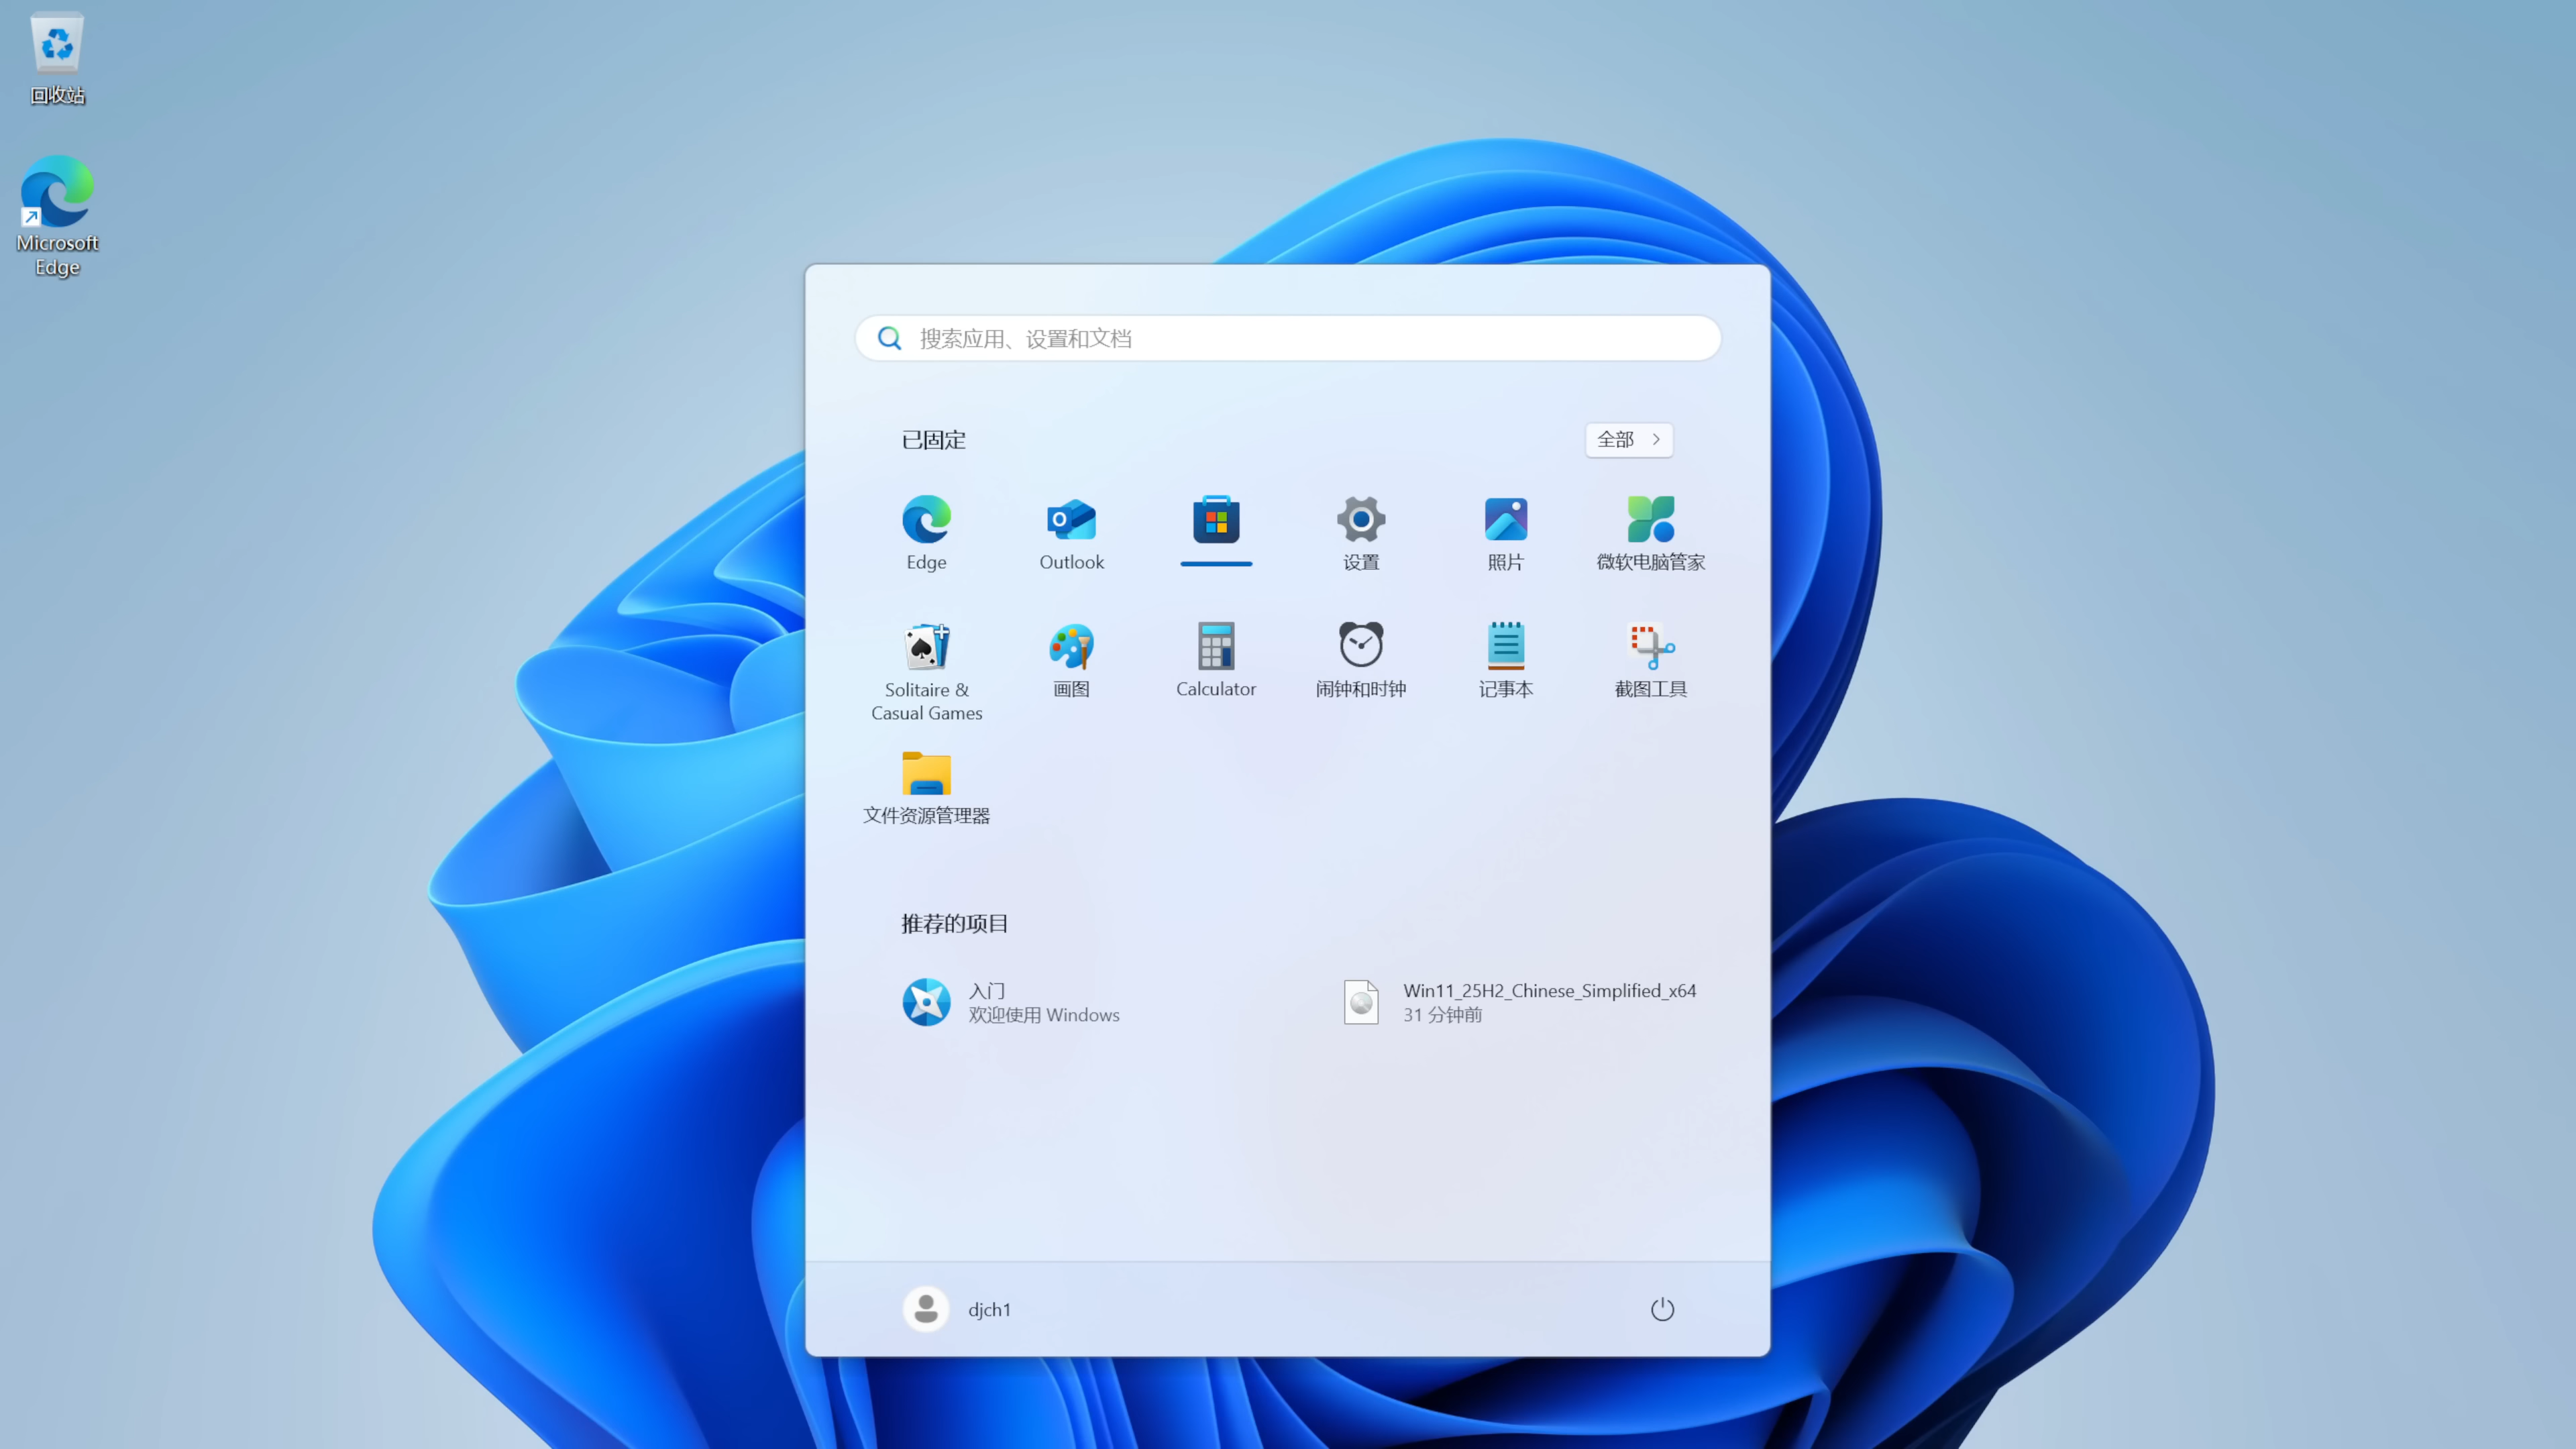 回收站
Microsoft
Edge
搜索应用、设置和文档
已固定
全部
Edge
Outlook
设置
照片
微软电脑管家
Solitaire &
Casual Games
画图
Calculator
闹钟和时钟
记事本
截图工具
文件资源管理器
推荐的项目
入门
欢迎使用 Windows
Win11_25H2_Chinese_Simplified_x64
31 分钟前
djch1